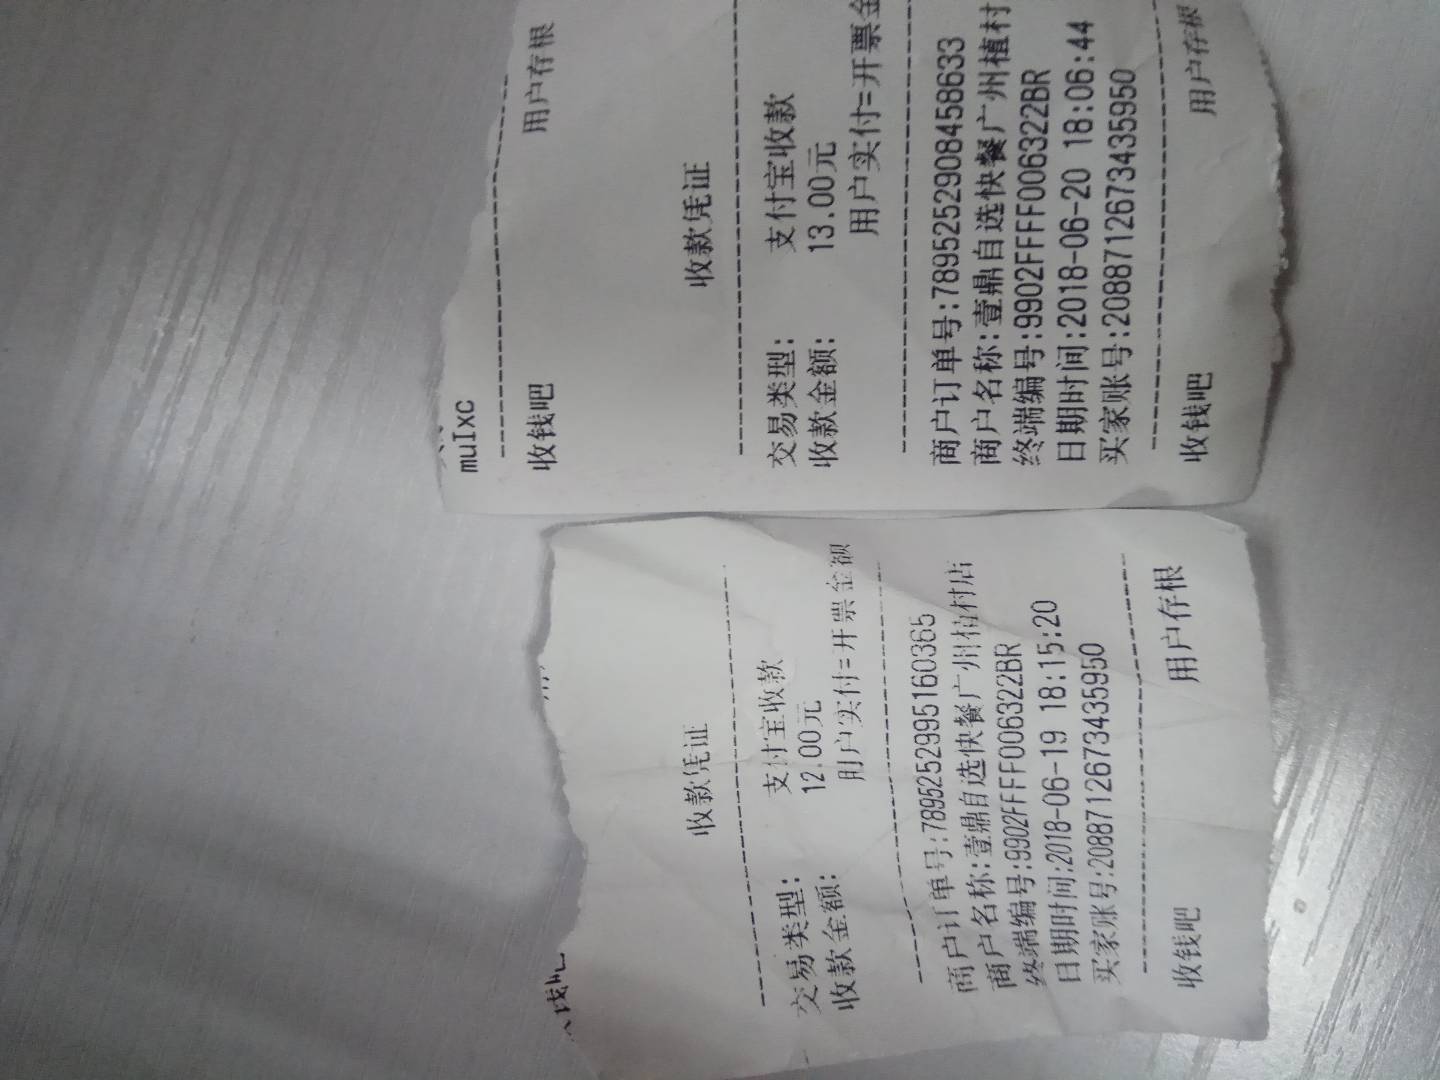 muIxc
收钱吧 用户存根
收款凭证
交易类型: 支付宝收款
收款金额: 13.00元
用户实付=开票金
商户订单号:7895252908458633
商户名称:壹鼎自选快餐广州植村
终端编号:9902FFFF006322BR
日期时间:2018-06-20 18:06:44
买家账号:2088712673435950
收钱吧 用户存根
收款凭证
交易类型: 支付宝收款
收款金额: 12.00元
用户实付=开票金额
商户订单号:7895252995160365
商户名称:壹鼎自选快餐广州植村店
终端编号:9902FFFF006322BR
日期时间:2018-06-19 18:15:20
买家账号:2088712673435950
收钱吧 用户存根